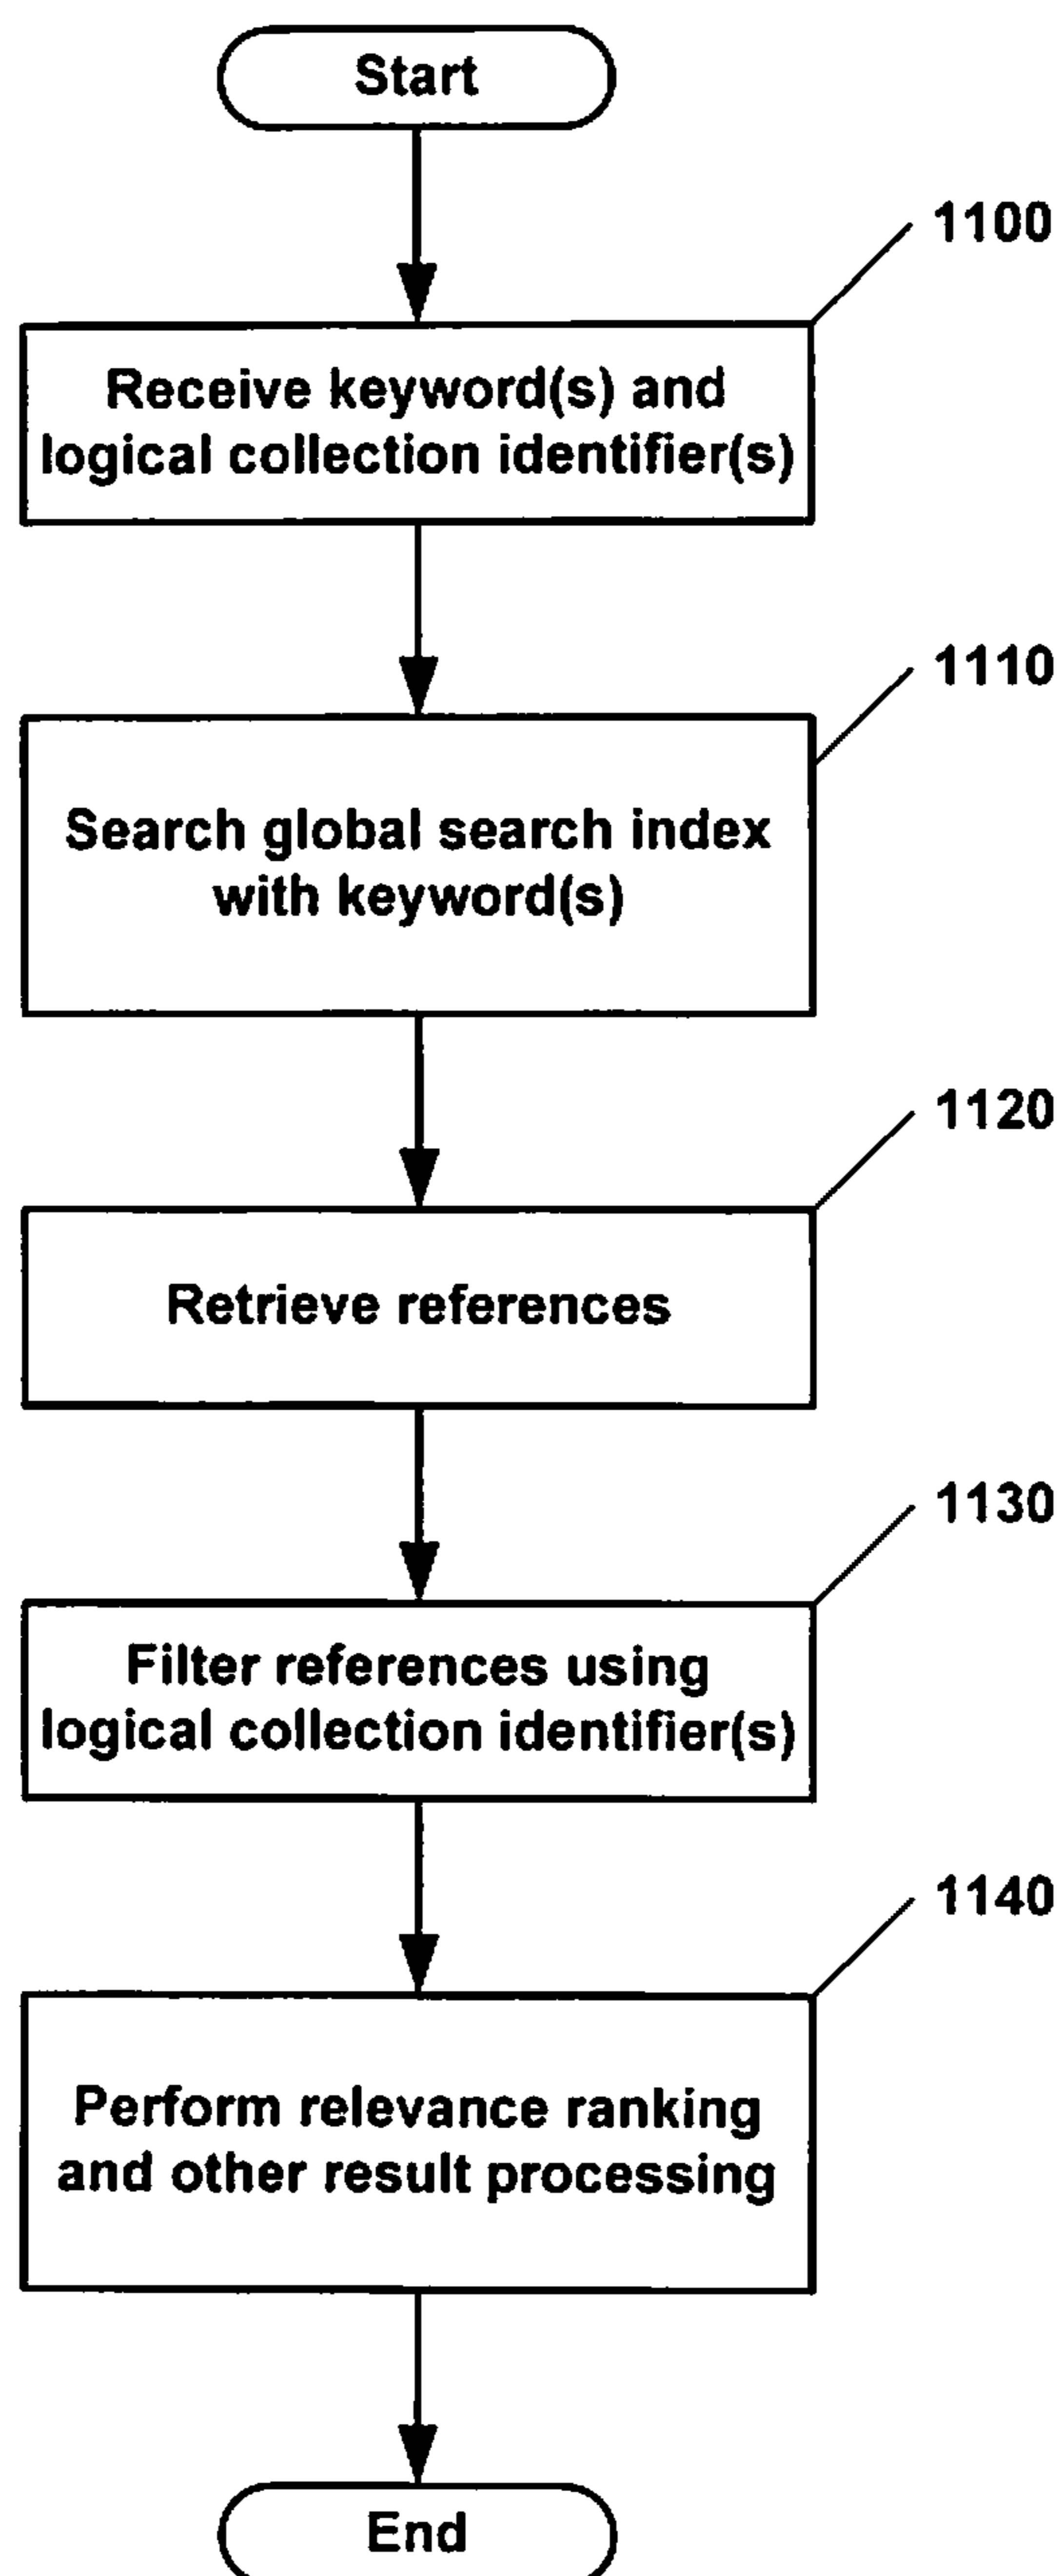 Start
1100
Receive keyword(s) and
logical collection identifier(s)
1110
Search global search index
with keyword(s)
1120
Retrieve references
1130
Filter references using
logical collection identifier(s)
1140
Perform relevance ranking
and other result processing
End